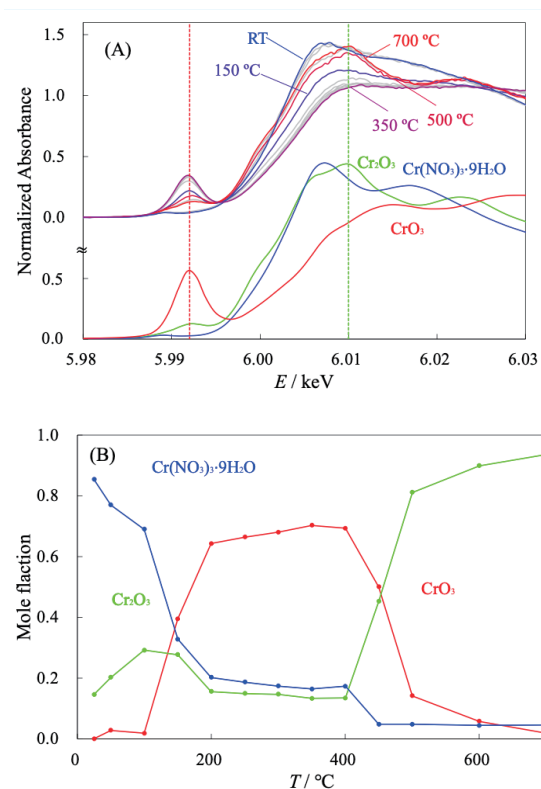 (A)
RT
700 ºC
150 ºC
500 ºC
350 ºC
Cr₂O₃
Cr(NO₃)₃·9H₂O
CrO₃
Normalized Absorbance
1.5
1.0
0.5
0.0
≈
0.5
0.0
5.98 5.99 6.00 6.01 6.02 6.03
E / keV
(B)
Cr(NO₃)₃·9H₂O
Cr₂O₃
CrO₃
Mole flaction
1.0
0.8
0.6
0.4
0.2
0.0
0 200 400 600
T / ºC